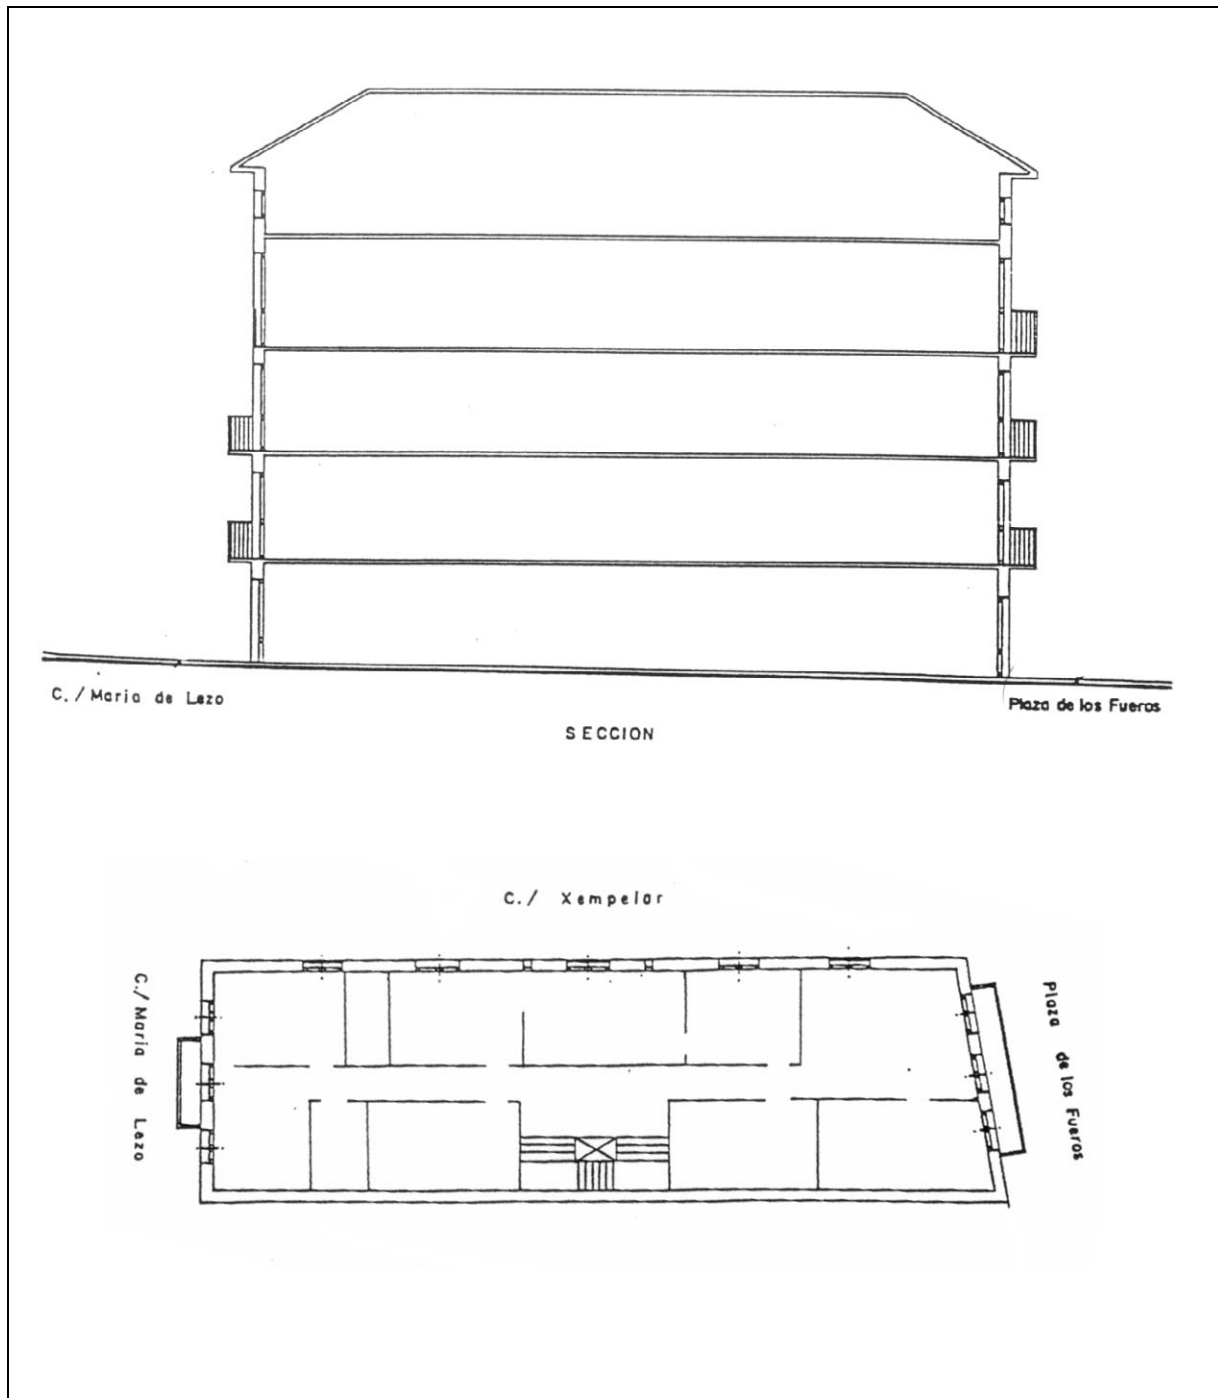 C./Maria de Lezo
Plaza de los Fueros
SECCION
C./ Xempelar
C./Maria de Lezo
Plaza de los Fueros